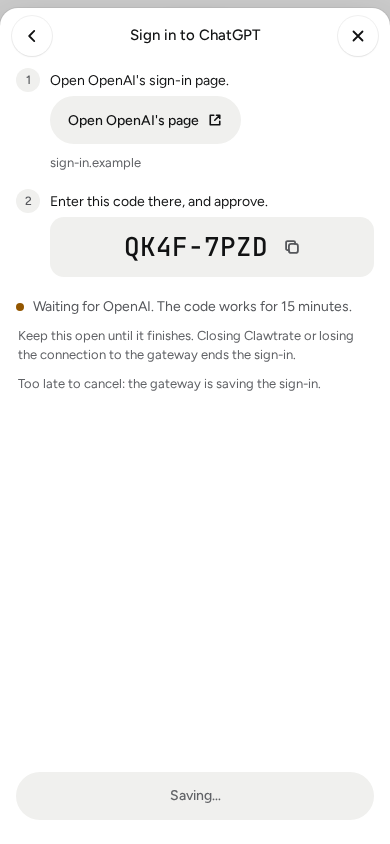 Sign in to ChatGPT
1 Open OpenAI's sign-in page.
Open OpenAI's page
sign-in.example
2 Enter this code there, and approve.
QK4F-7PZD
Waiting for OpenAI. The code works for 15 minutes.
Keep this open until it finishes. Closing Clawtrate or losing
the connection to the gateway ends the sign-in.
Too late to cancel: the gateway is saving the sign-in.
Saving...